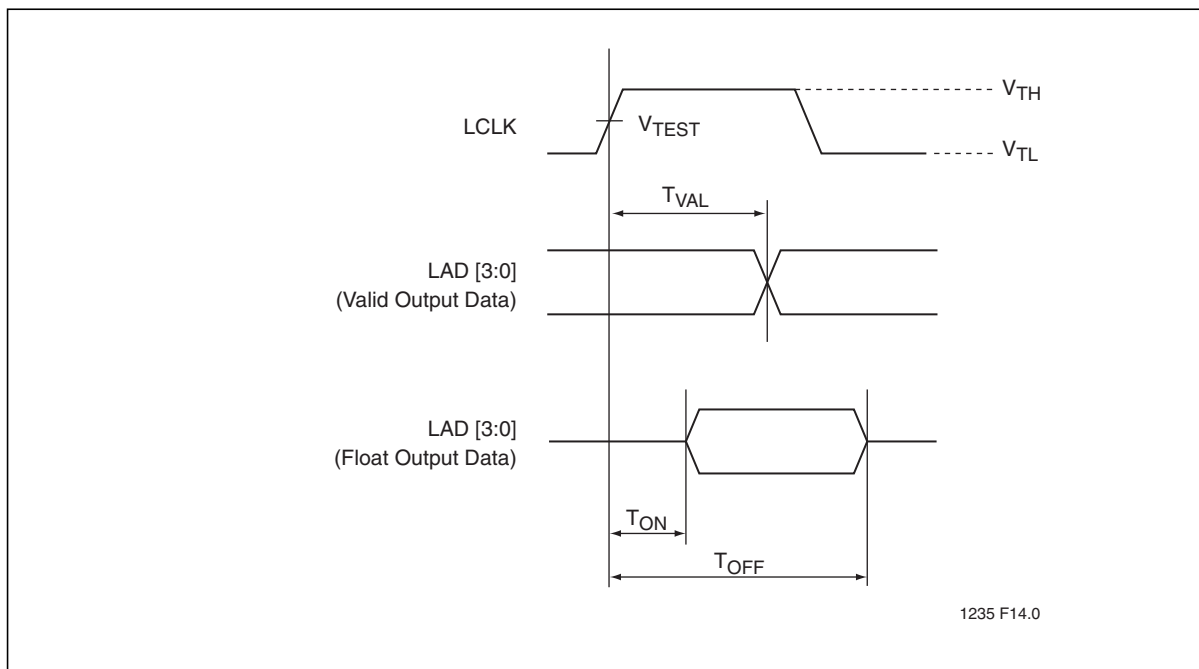 V_TH
LCLK
V_TEST
V_TL
T_VAL
LAD [3:0]
(Valid Output Data)
LAD [3:0]
(Float Output Data)
T_ON
T_OFF
1235 F14.0